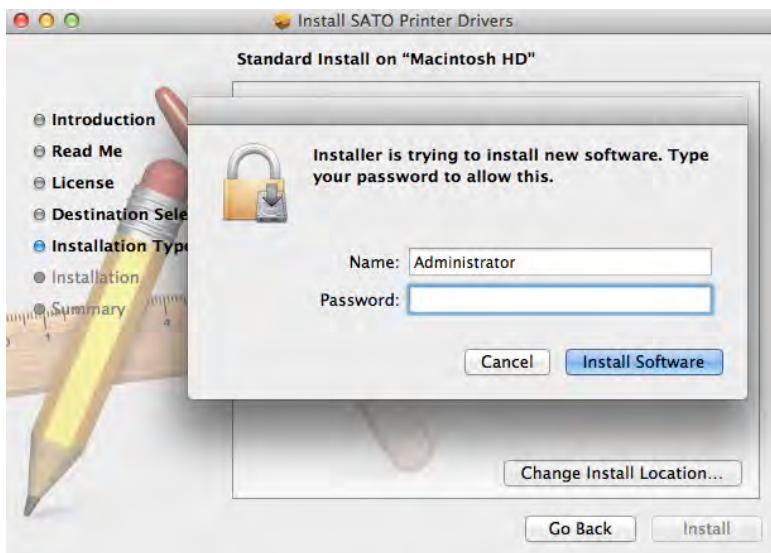 Install SATO Printer Drivers
Standard Install on "Macintosh HD"
Introduction
Read Me
License
Destination Sele
Installation Type
Installation
Summary
Installer is trying to install new software. Type
your password to allow this.
Name: Administrator
Password:
Cancel
Install Software
Change Install Location...
Go Back
Install